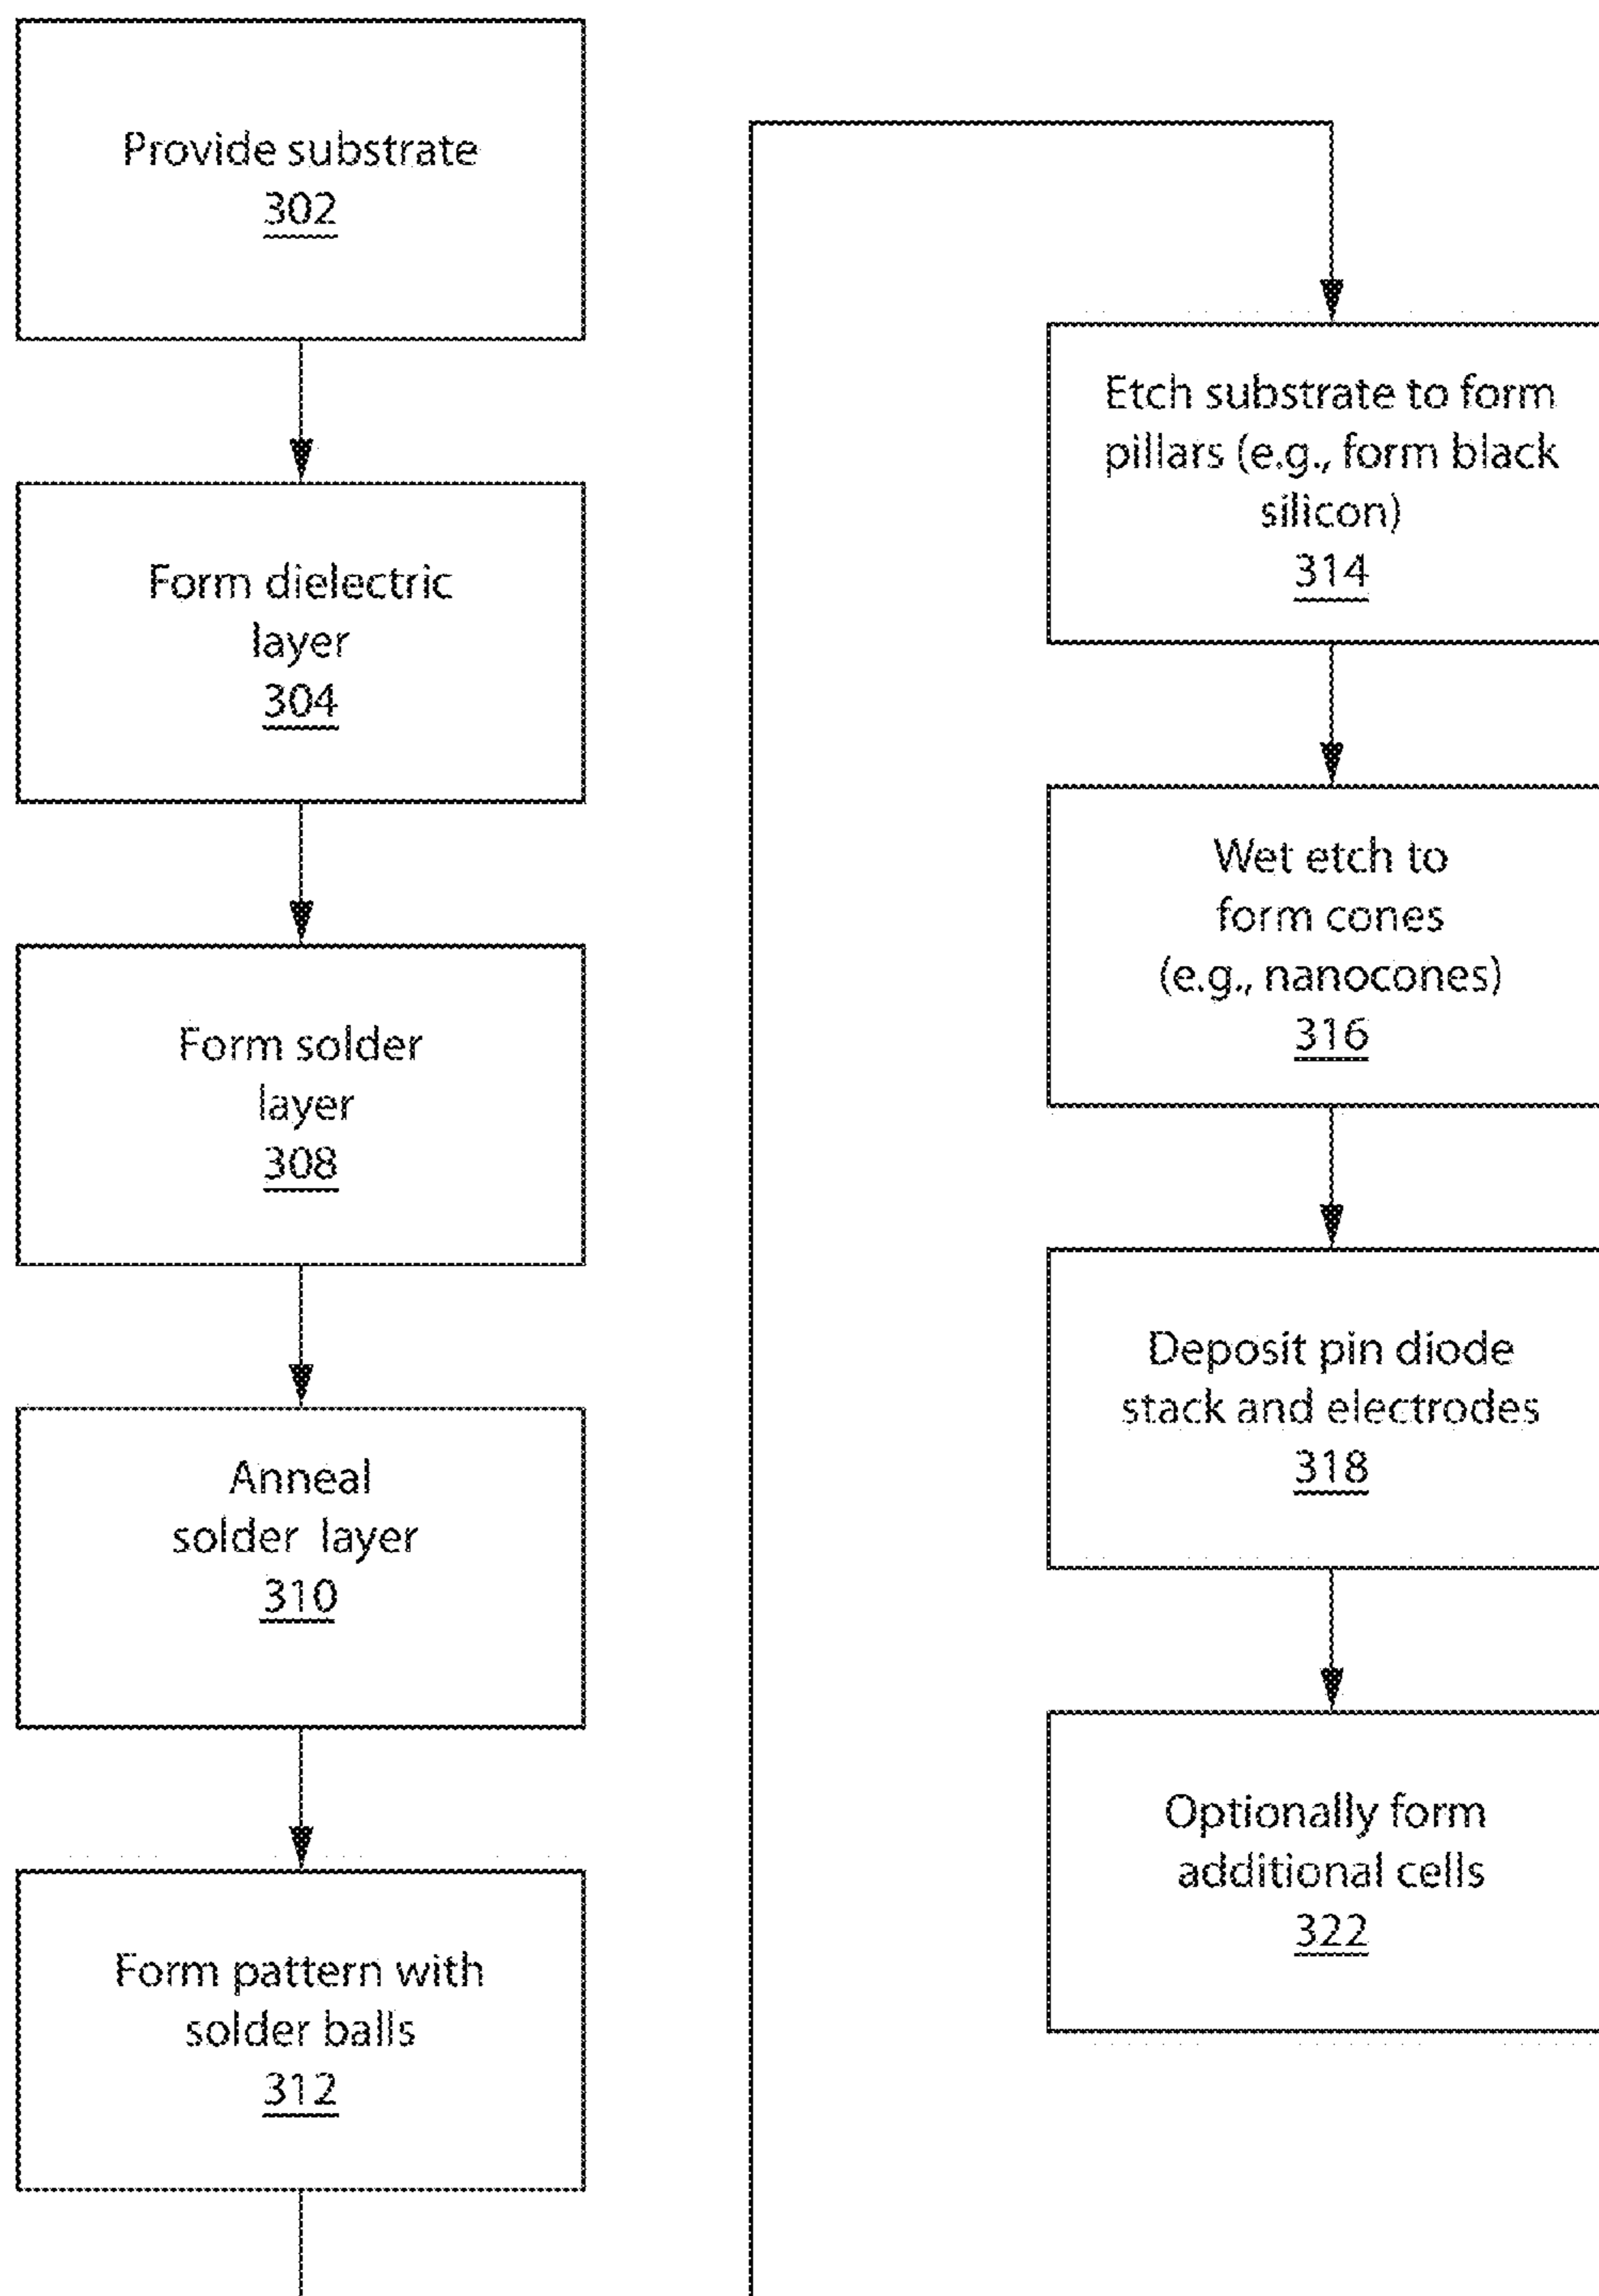 Provide substrate
302
Form dielectric
layer
304
Form solder
layer
308
Anneal
solder layer
310
Form pattern with
solder balls
312
Etch substrate to form
pillars (e.g., form black
silicon)
314
Wet etch to
form cones
(e.g., nanocones)
316
Deposit pin diode
stack and electrodes
318
Optionally form
additional cells
322